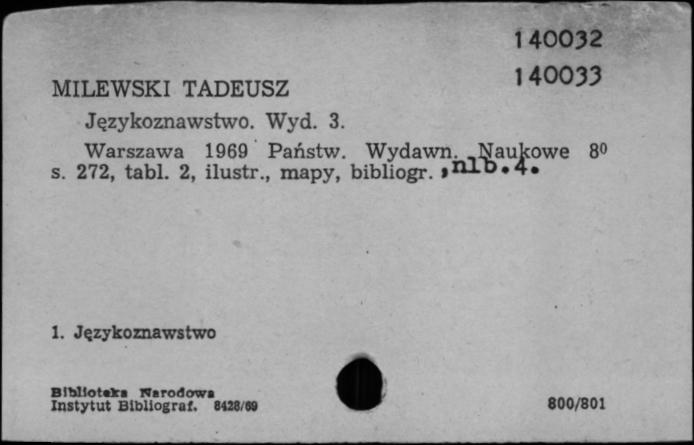 140032
140033
MILEWSKI TADEUSZ
Językoznawstwo. Wyd. 3.
Warszawa 1969 Państw. Wydawn. Naukowe 8⁰
s. 272, tabl. 2, ilustr., mapy, bibliogr. , nlb. 4.
1. Językoznawstwo
Biblioteka Narodowa
Instytut Bibliograf. 8428/69
800/801